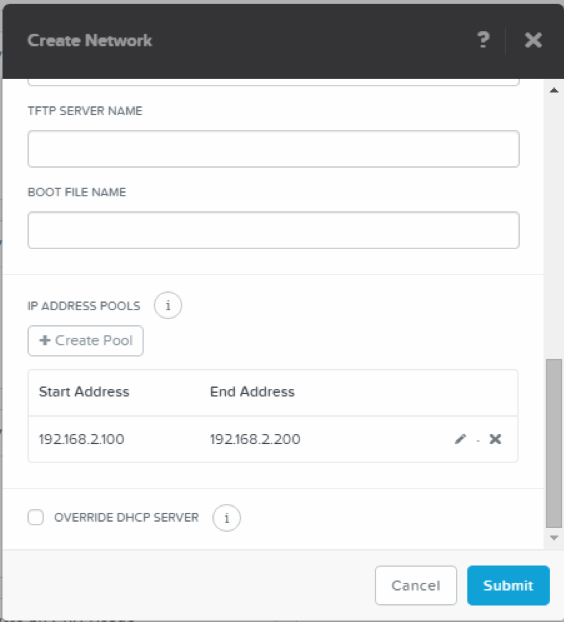 Create Network ?
TFTP SERVER NAME
BOOT FILE NAME
IP ADDRESS POOLS i
+ Create Pool
Start Address End Address
192.168.2.100 192.168.2.200
OVERRIDE DHCP SERVER i
Cancel Submit